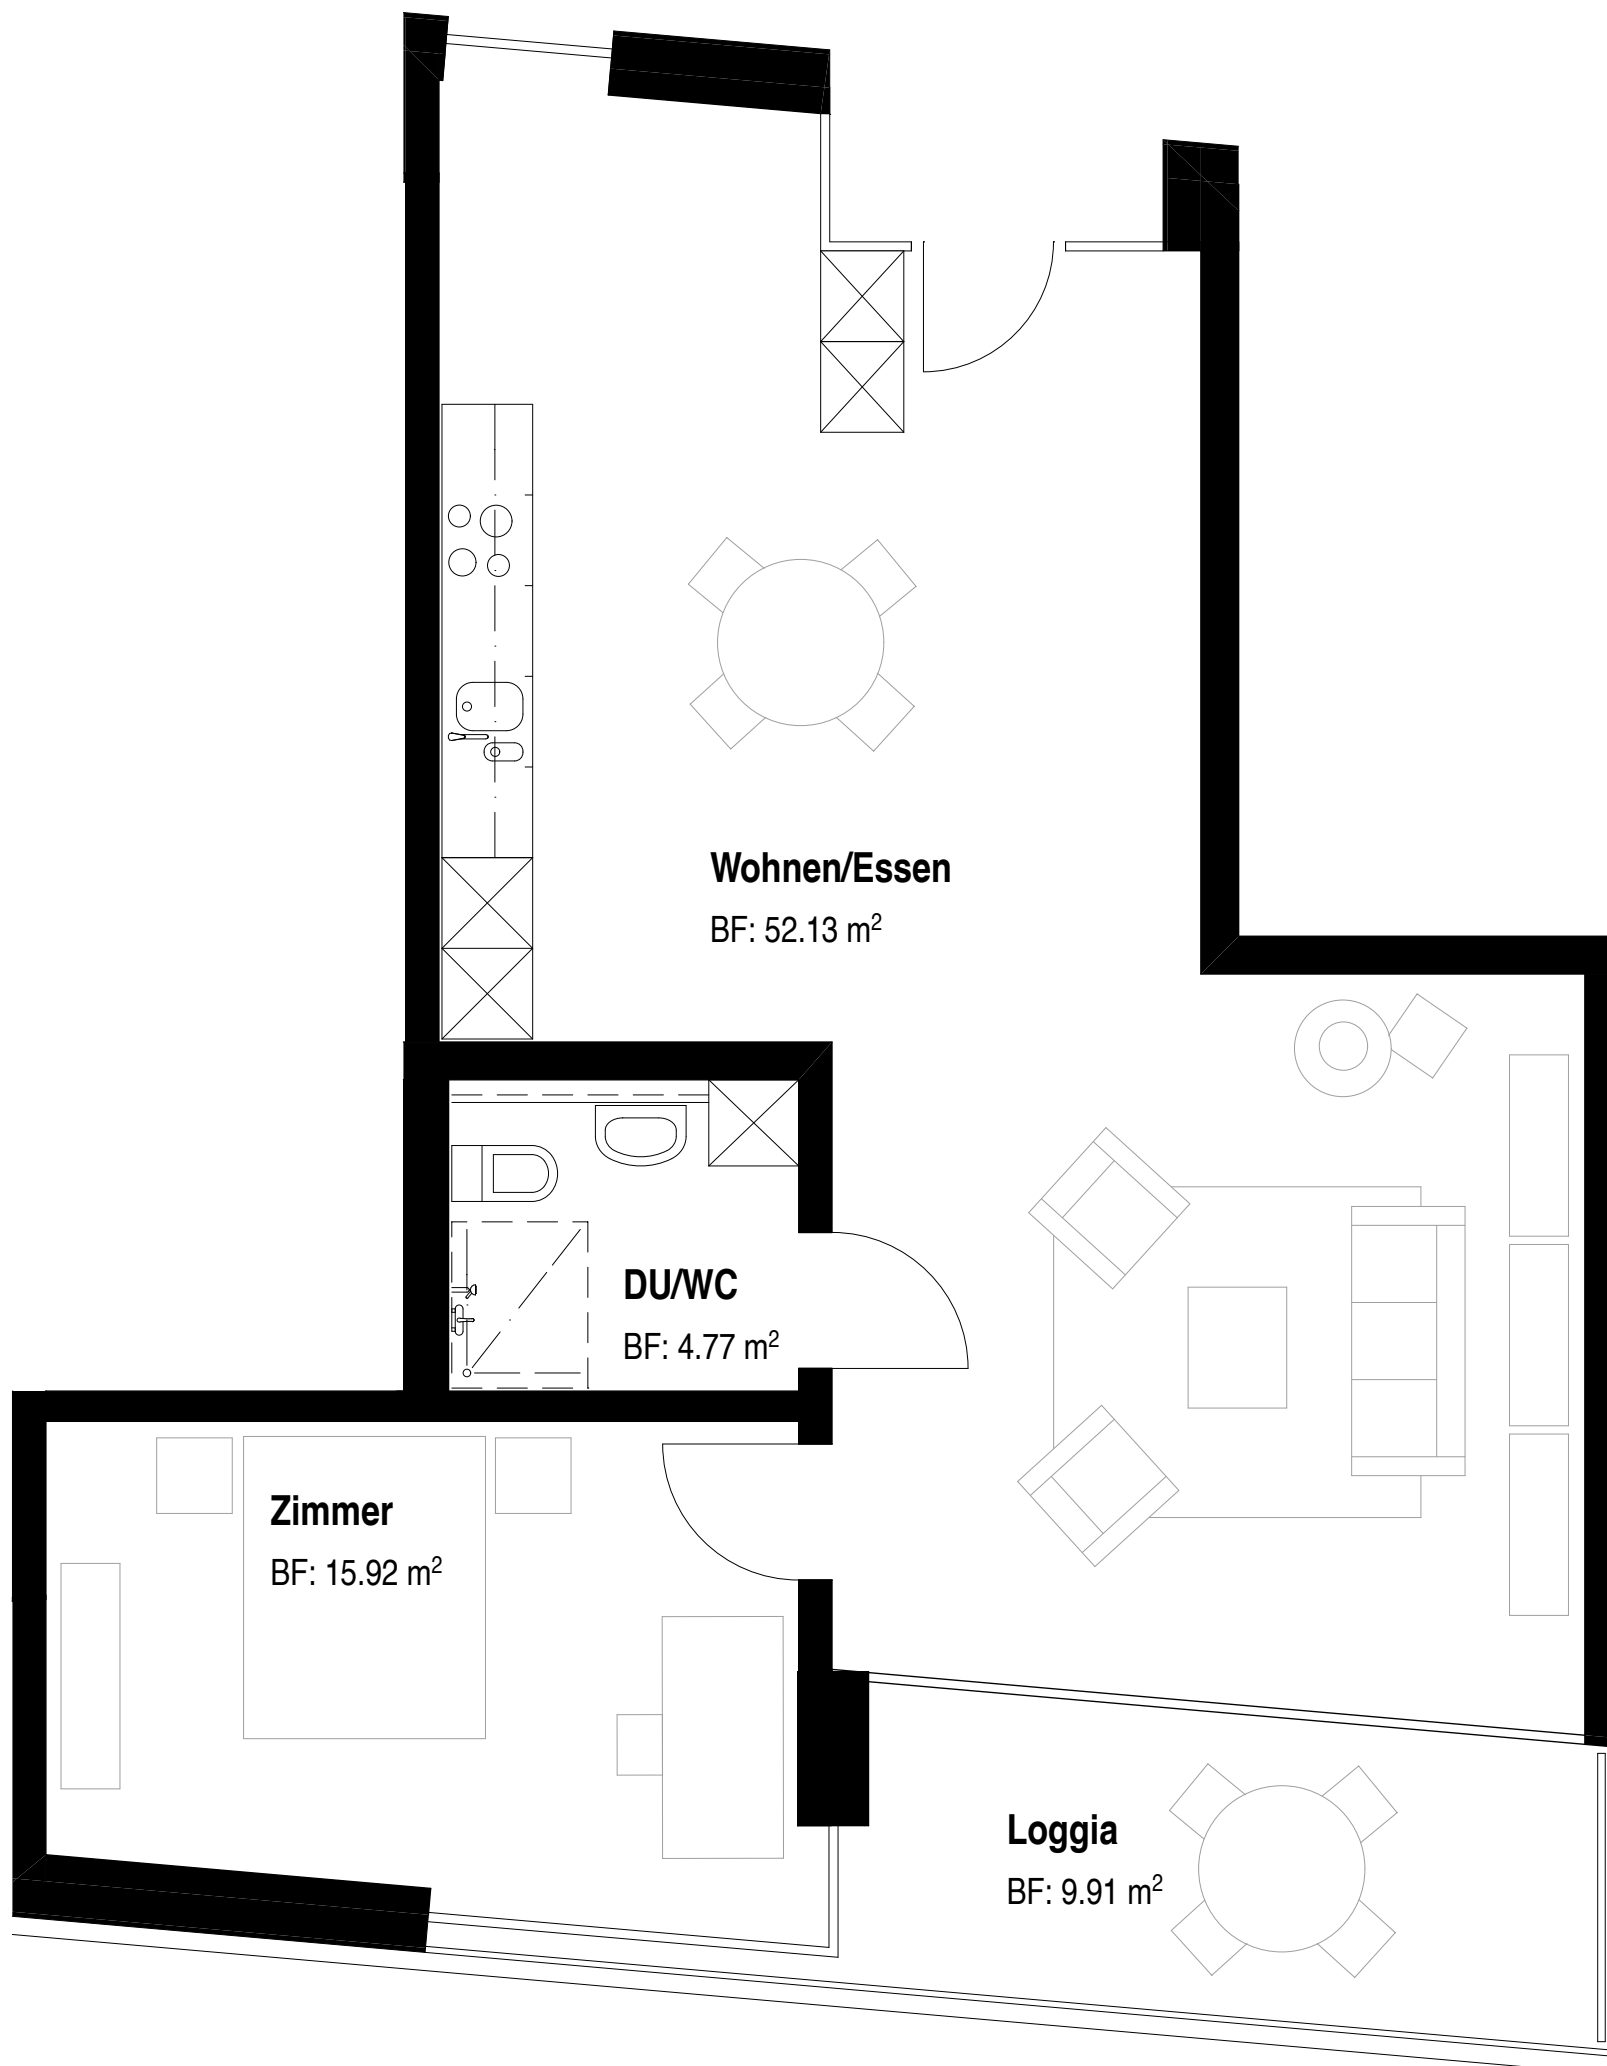 Wohnen/Essen
BF: 52.13 m²
DU/WC
BF: 4.77 m²
Zimmer
BF: 15.92 m²
Loggia
BF: 9.91 m²